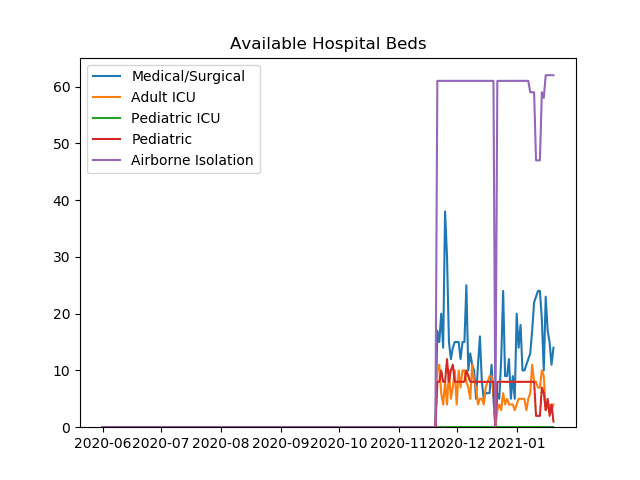 Available Hospital Beds
Medical/Surgical
Adult ICU
Pediatric ICU
Pediatric
Airborne Isolation
60
50
40
30
20
10
0
2020-06 2020-07 2020-08 2020-09 2020-10 2020-11 2020-12 2021-01